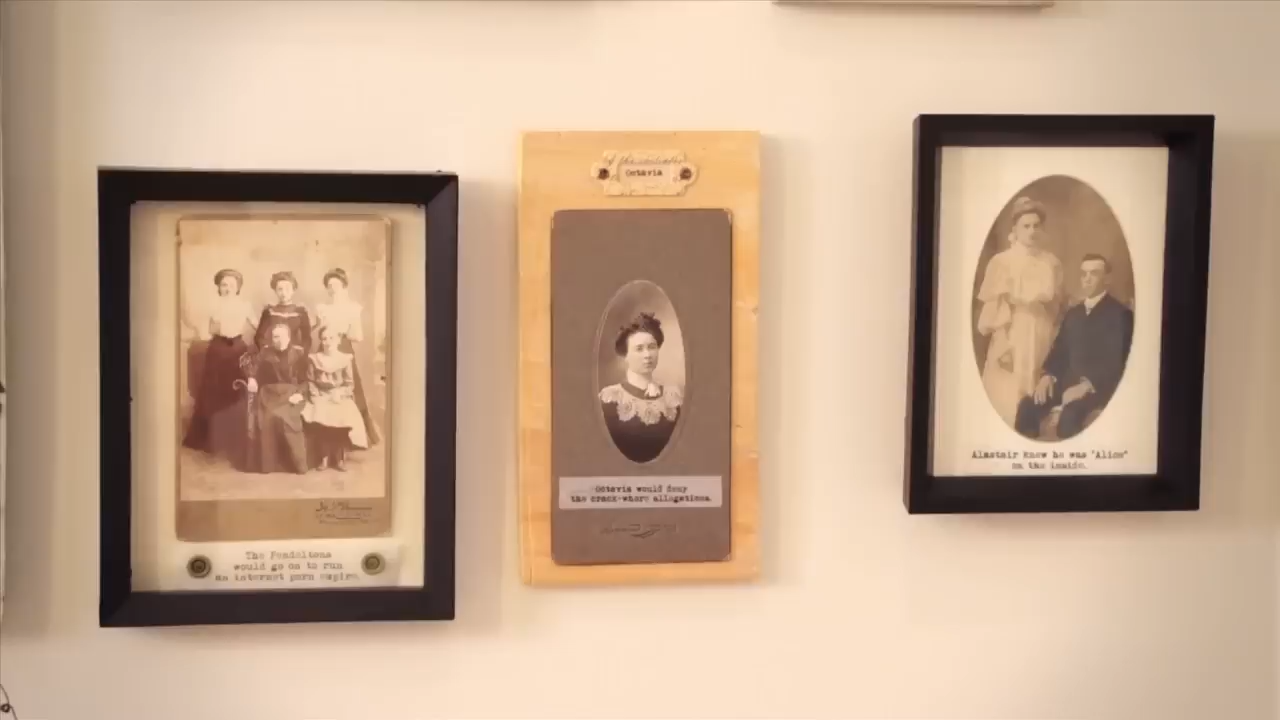 The Pendeltons
would go on to run
an internet porn empire.
Octavia
Octavia would deny
the crack-whore allegations.
Alastair knew he was "Alice"
on the inside.